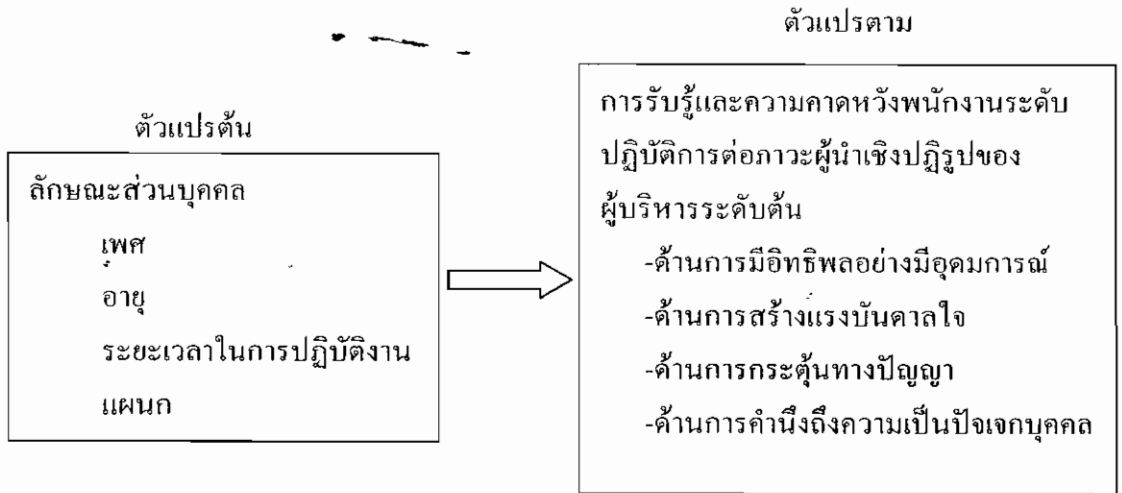 ตัวแปรต้น
ลักษณะส่วนบุคคล
เพศ
อายุ
ระยะเวลาในการปฏิบัติงาน
แผนก
ตัวแปรตาม
การรับรู้และความคาดหวังพนักงานระดับ
ปฏิบัติการต่อภาวะผู้นำเชิงปฏิรูปของ
ผู้บริหารระดับต้น
-ด้านการมีอิทธิพลอย่างมีอุดมการณ์
-ด้านการสร้างแรงบันดาลใจ
-ด้านการกระตุ้นทางปัญญา
-ด้านการคำนึงถึงความเป็นปัจเจกบุคคล